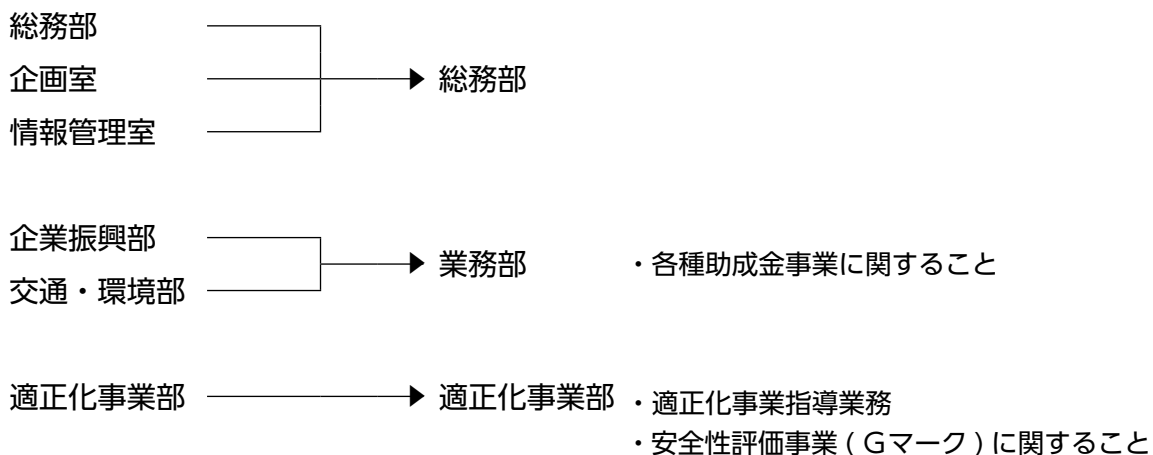 総務部
企画室
情報管理室
総務部
企業振興部
交通・環境部
業務部 ・各種助成金事業に関すること
適正化事業部 適正化事業部 ・適正化事業指導業務
・安全性評価事業 ( Gマーク ) に関すること